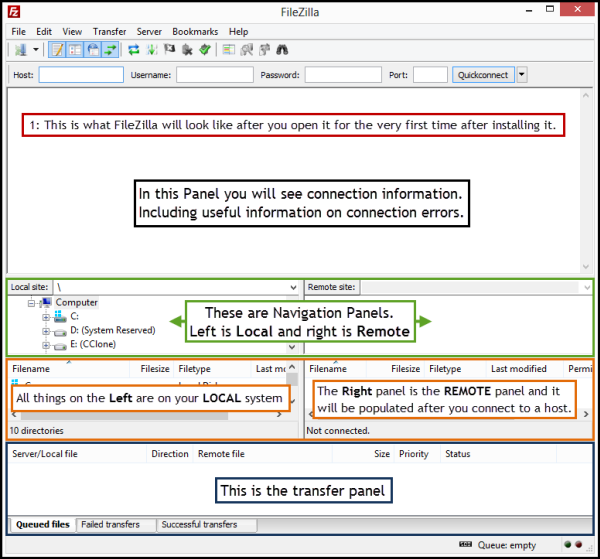 FileZilla
File Edit View Transfer Server Bookmarks Help
Host: Username: Password: Port: Quickconnect
1: This is what FileZilla will look like after you open it for the very first time after installing it.
In this Panel you will see connection information.
Including useful information on connection errors.
Local site: \ Remote site:
Computer
C:
D: (System Reserved)
E: (CClone)
These are Navigation Panels.
Left is Local and right is Remote
Filename Filesize Filetype Last mo
Filename Filesize Filetype Last modified Permi
All things on the Left are on your LOCAL system
The Right panel is the REMOTE panel and it
will be populated after you connect to a host.
10 directories
Not connected.
Server/Local file Direction Remote file Size Priority Status
This is the transfer panel
Queued files Failed transfers Successful transfers
Queue: empty